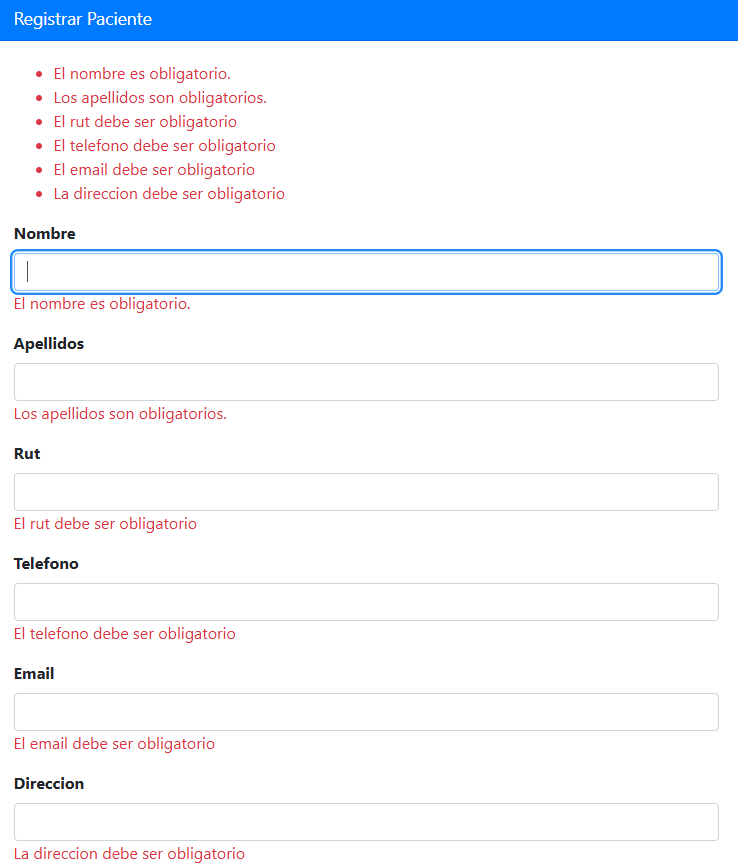 Registrar Paciente
El nombre es obligatorio.
Los apellidos son obligatorios.
El rut debe ser obligatorio
El telefono debe ser obligatorio
El email debe ser obligatorio
La direccion debe ser obligatorio
Nombre
El nombre es obligatorio.
Apellidos
Los apellidos son obligatorios.
Rut
El rut debe ser obligatorio
Telefono
El telefono debe ser obligatorio
Email
El email debe ser obligatorio
Direccion
La direccion debe ser obligatorio